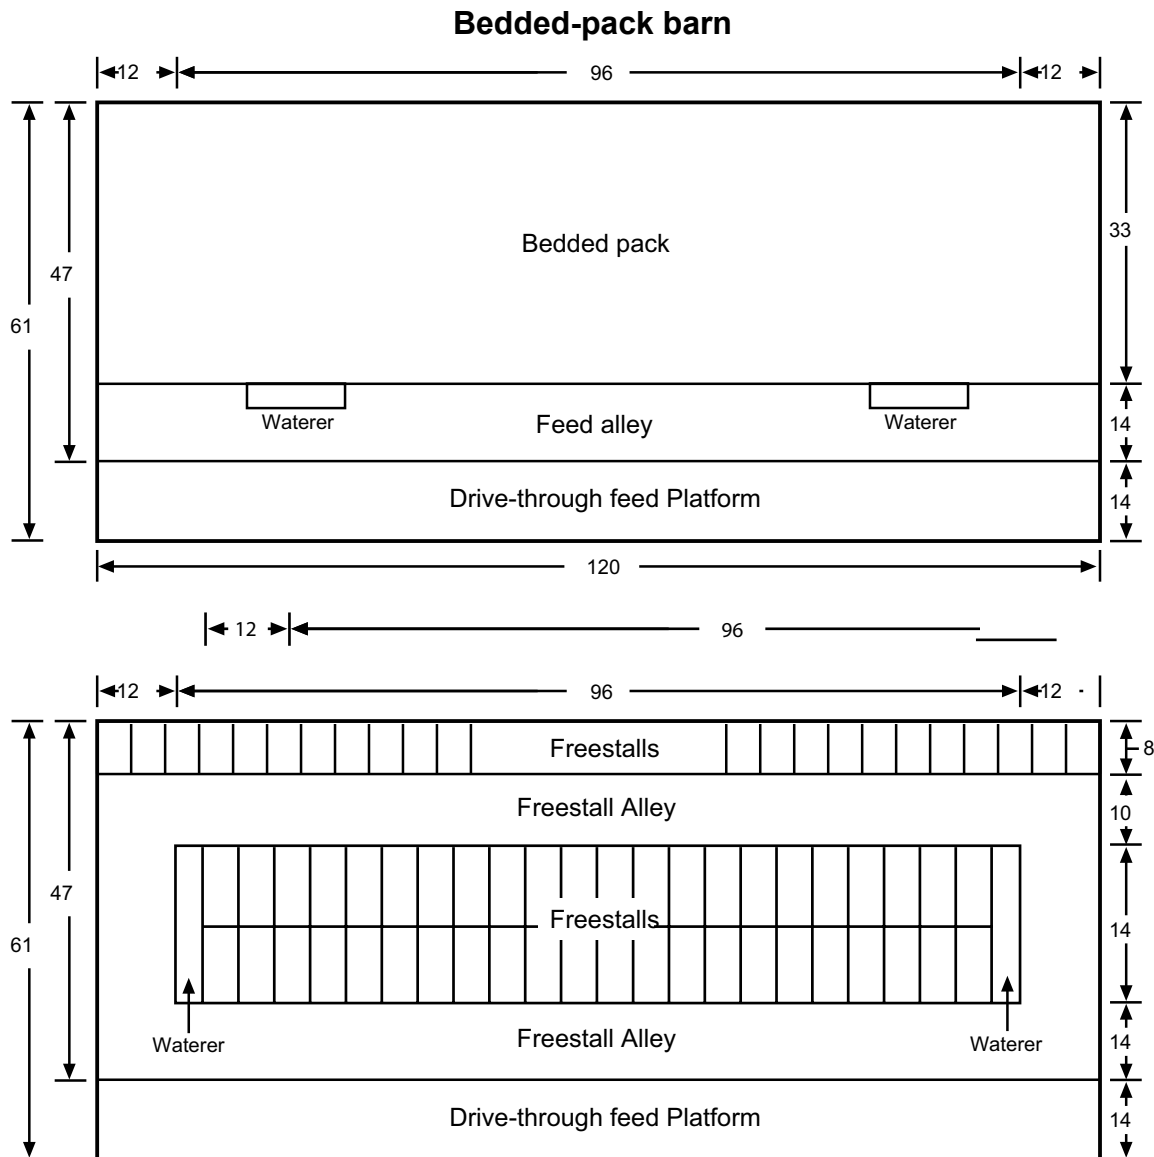 Bedded-pack barn
12 96 12
Bedded pack
33
47
61
Waterer Feed alley Waterer
14
Drive-through feed Platform
14
120
12 96
12 96 12
Freestalls
8
Freestall Alley
10
47
Freestalls
14
61
Waterer Freestall Alley Waterer
14
Drive-through feed Platform
14